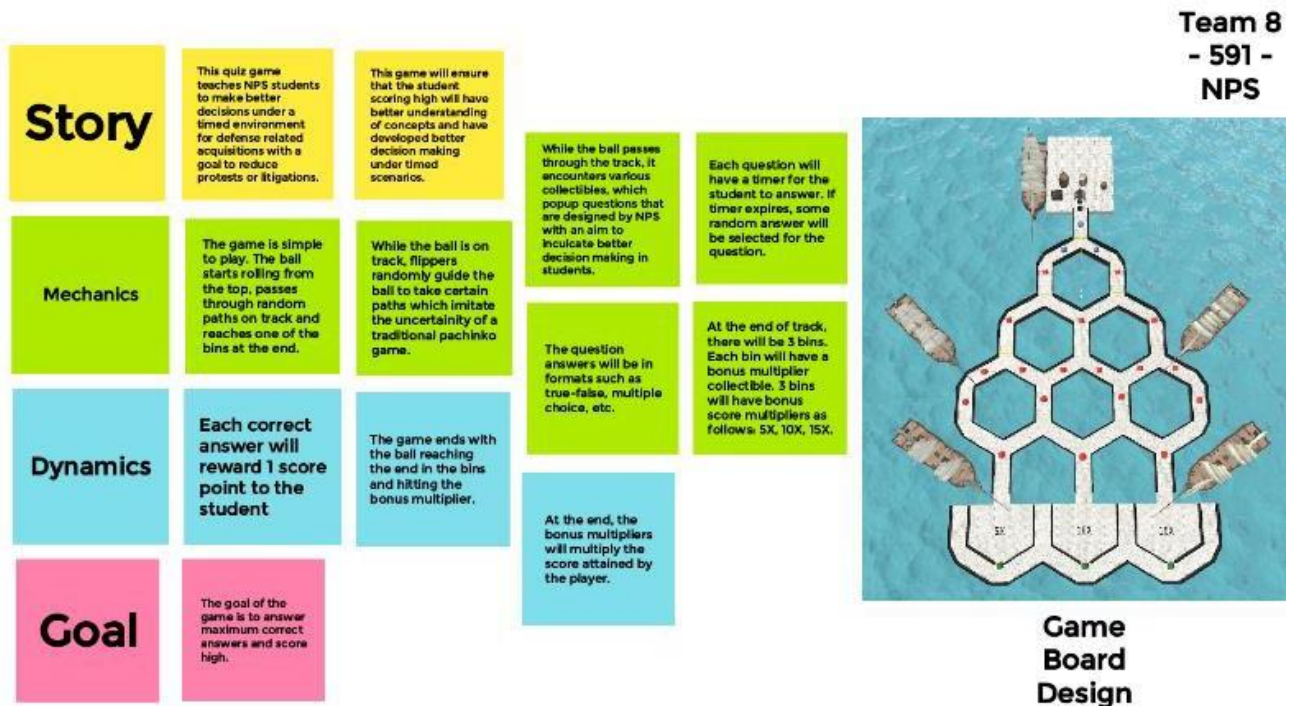 Team 8
- 591 -
NPS
Story
This quiz game
teaches NPS students
to make better
decisions under a
timed environment
for defense related
acquisitions with a
goal to reduce
protests or litigations.
This game will ensure
that the student
scoring high will have
better understanding
of concepts and have
developed better
decision making
under timed
scenarios.
Mechanics
The game is simple
to play. The ball
starts rolling from
the top, passes
through random
paths on track and
reaches one of the
bins at the end.
While the ball is on
track, flippers
randomly guide the
ball to take certain
paths which imitate
the uncertainity of a
traditional pachinko
game.
While the ball passes
through the track, it
encounters various
collectibles, which
popup questions that
are designed by NPS
with an aim to
inculcate better
decision making in
students.
Each question will
have a timer for the
student to answer. If
timer expires, some
random answer will
be selected for the
question.
The question
answers will be in
formats such as
true-false, multiple
choice, etc.
At the end of track,
there will be 3 bins.
Each bin will have a
bonus multiplier
collectible. 3 bins
will have bonus
score multipliers as
follows: 5X, 10X, 15X.
Dynamics
Each correct
answer will
reward 1 score
point to the
student
The game ends with
the ball reaching
the end in the bins
and hitting the
bonus multiplier.
At the end, the
bonus multipliers
will multiply the
score attained by
the player.
Goal
The goal of the
game is to answer
maximum correct
answers and score
high.
5X
Game
Board
Design